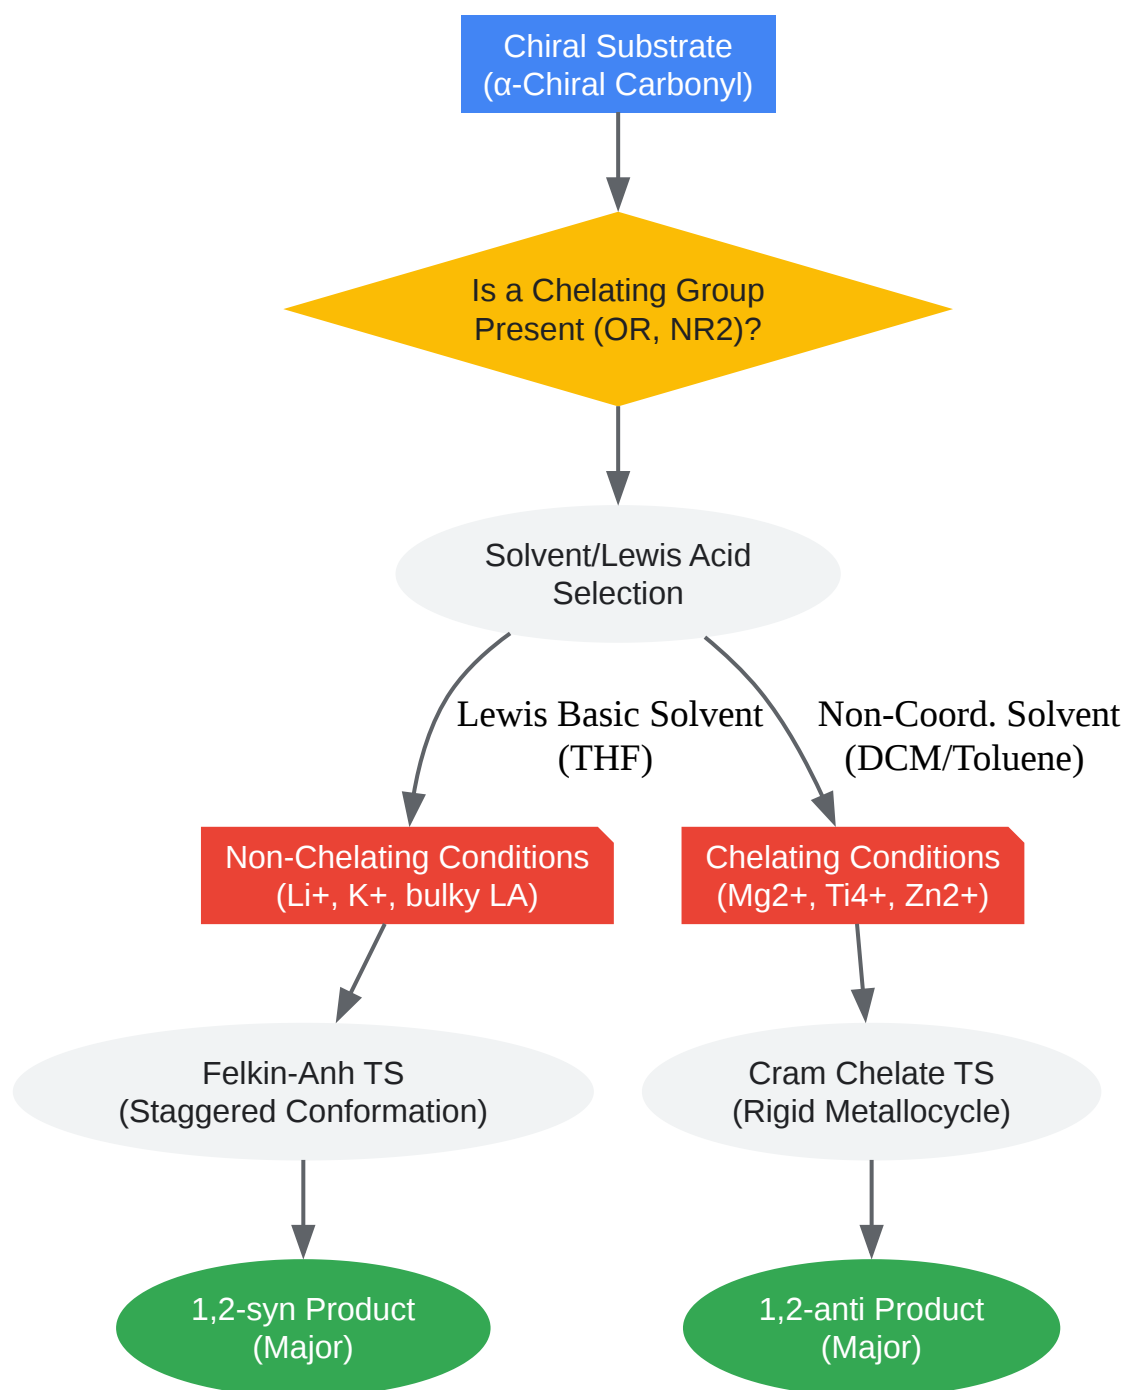 Chiral Substrate
(α-Chiral Carbonyl)
Is a Chelating Group
Present (OR, NR2)?
Solvent/Lewis Acid
Selection
Lewis Basic Solvent
(THF)
Non-Coord. Solvent
(DCM/Toluene)
Non-Chelating Conditions
(Li+, K+, bulky LA)
Chelating Conditions
(Mg2+, Ti4+, Zn2+)
Felkin-Anh TS
(Staggered Conformation)
Cram Chelate TS
(Rigid Metallocycle)
1,2-syn Product
(Major)
1,2-anti Product
(Major)